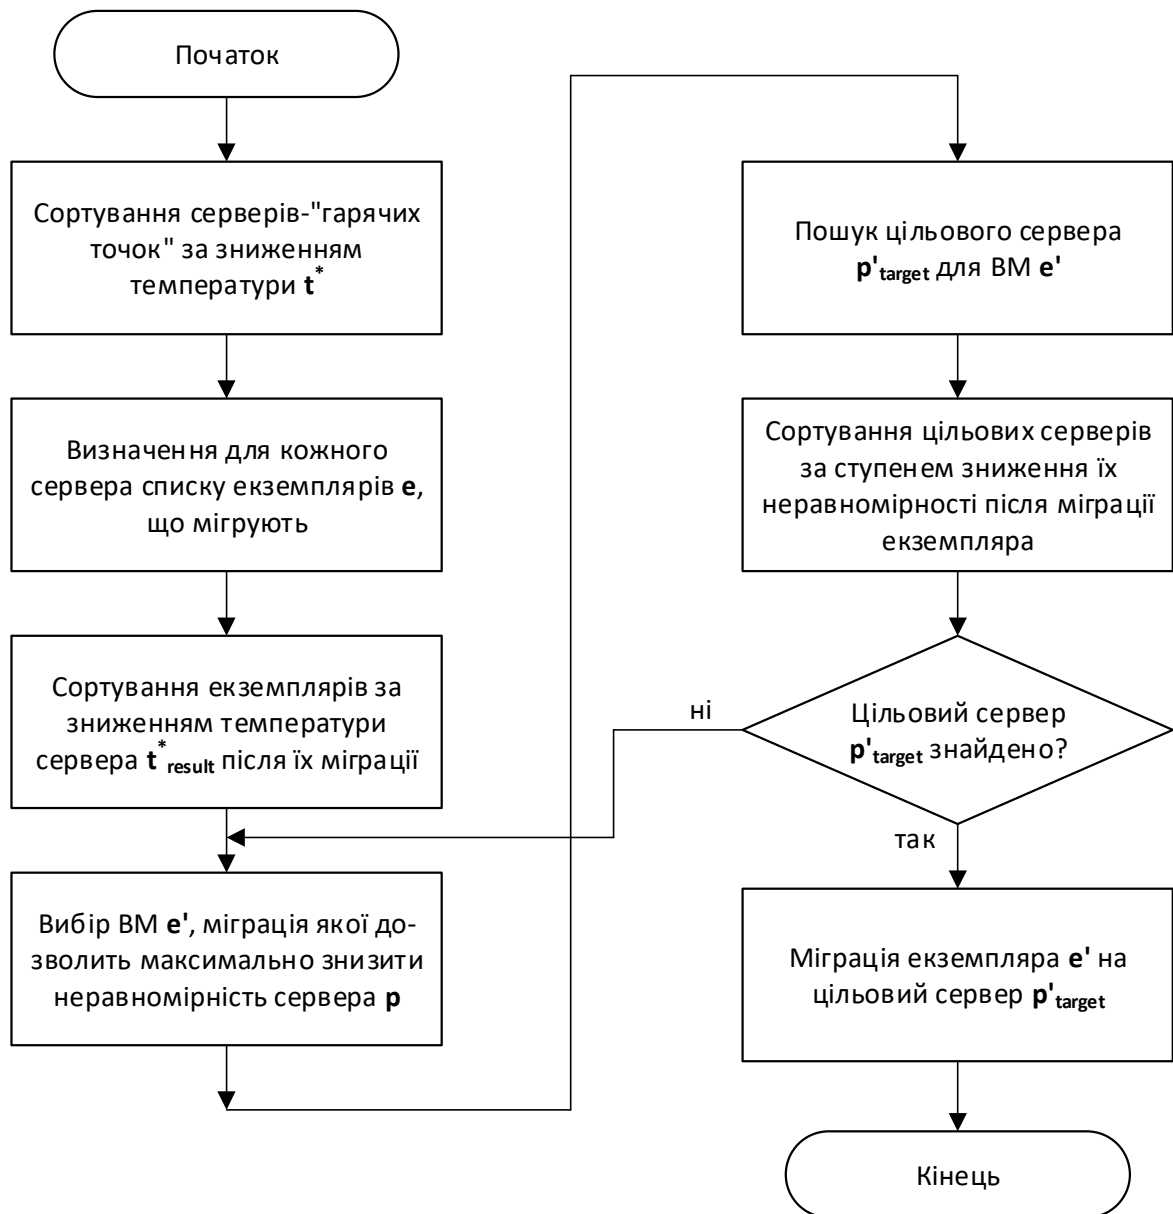 Початок
Сортування серверів-"гарячих
точок" за зниженням
температури t*
Визначення для кожного
сервера списку екземплярів e,
що мігрують
Сортування екземплярів за
зниженням температури
сервера t*result після їх міграції
Вибір ВМ e', міграція якої до-
зволить максимально знизити
неравномірність сервера p
Пошук цільового сервера
p'target для ВМ e'
Сортування цільових серверів
за ступенем зниження їх
неравномірності після міграції
екземпляра
ні
Цільовий сервер
p'target знайдено?
так
Міграція екземпляра e' на
цільовий сервер p'target
Кінець